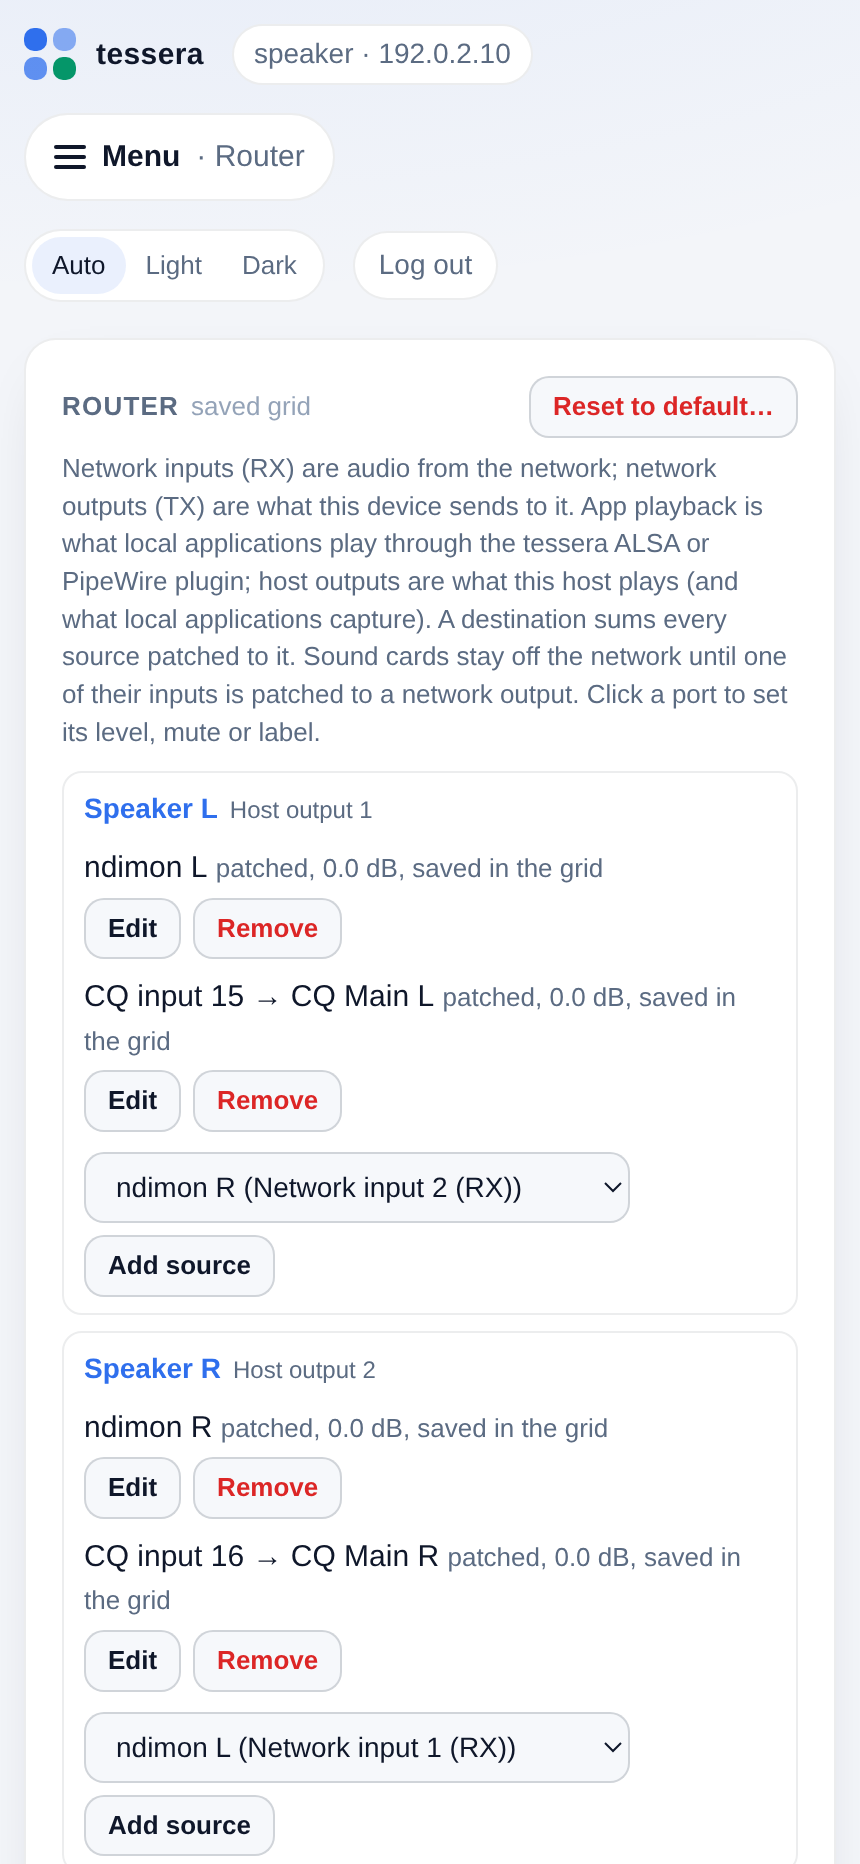 tessera
speaker · 192.0.2.10
Menu · Router
Auto Light Dark
Log out
ROUTER saved grid
Reset to default…
Network inputs (RX) are audio from the network; network
outputs (TX) are what this device sends to it. App playback is
what local applications play through the tessera ALSA or
PipeWire plugin; host outputs are what this host plays (and
what local applications capture). A destination sums every
source patched to it. Sound cards stay off the network until one
of their inputs is patched to a network output. Click a port to set
its level, mute or label.
Speaker L Host output 1
ndimon L patched, 0.0 dB, saved in the grid
Edit Remove
CQ input 15 → CQ Main L patched, 0.0 dB, saved in
the grid
Edit Remove
ndimon R (Network input 2 (RX))
Add source
Speaker R Host output 2
ndimon R patched, 0.0 dB, saved in the grid
Edit Remove
CQ input 16 → CQ Main R patched, 0.0 dB, saved in
the grid
Edit Remove
ndimon L (Network input 1 (RX))
Add source